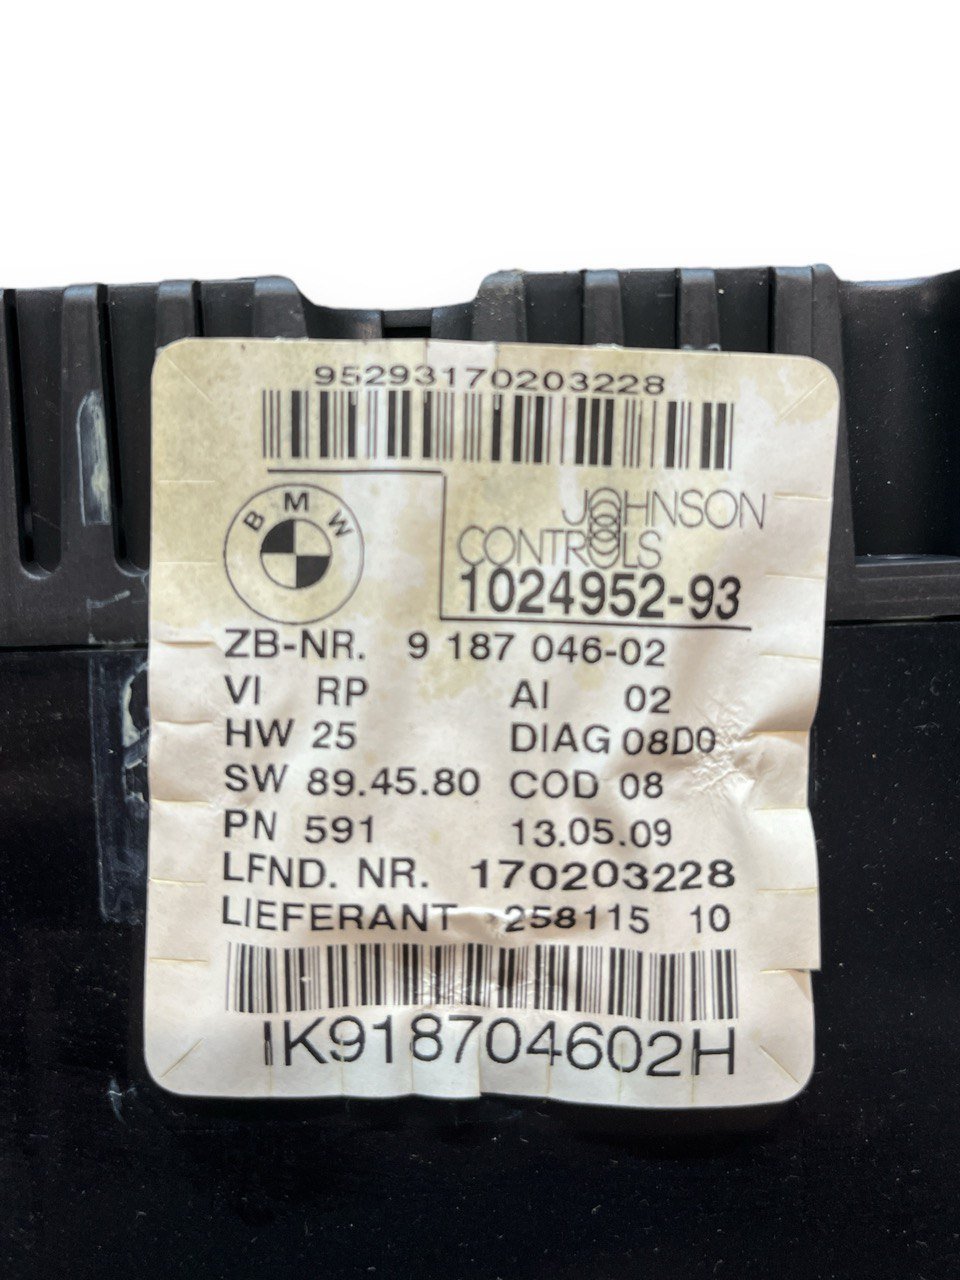 95293170203228
BMW
JOHNSON
CONTROLS
1024952-93
ZB-NR. 9 187 046-02
VI RP AI 02
HW 25 DIAG 08D0
SW 89.45.80 COD 08
PN 591 13.05.09
LFND. NR. 170203228
LIEFERANT 258115 10
IK918704602H